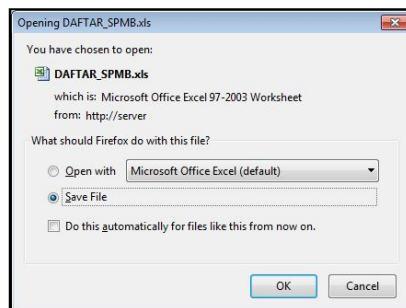 Opening DAFTAR_SPMB.xls
You have chosen to open:
DAFTAR_SPMB.xls
which is: Microsoft Office Excel 97-2003 Worksheet
from: http://server
What should Firefox do with this file?
Open with Microsoft Office Excel (default)
Save File
Do this automatically for files like this from now on.
OK Cancel